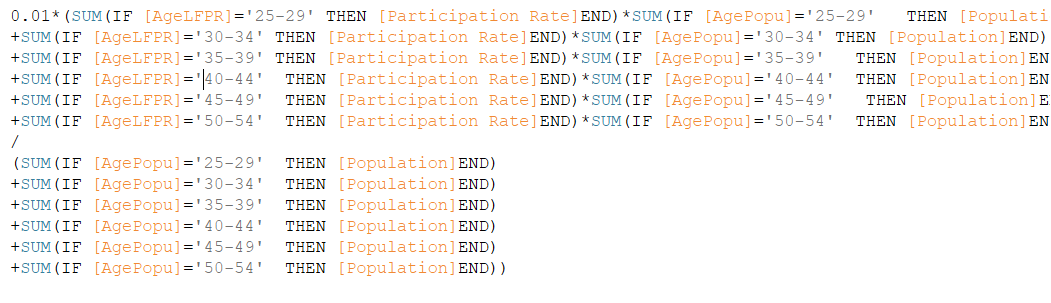 0.01*(SUM(IF [AgeLFPR]='25-29' THEN [Participation Rate]END)*SUM(IF [AgePopu]='25-29'   THEN [Populati
+SUM(IF [AgeLFPR]='30-34' THEN [Participation Rate]END)*SUM(IF [AgePopu]='30-34' THEN [Population]END)
+SUM(IF [AgeLFPR]='35-39' THEN [Participation Rate]END)*SUM(IF [AgePopu]='35-39'   THEN [Population]EN
+SUM(IF [AgeLFPR]='40-44'  THEN [Participation Rate]END)*SUM(IF [AgePopu]='40-44'  THEN [Population]EN
+SUM(IF [AgeLFPR]='45-49'  THEN [Participation Rate]END)*SUM(IF [AgePopu]='45-49'   THEN [Population]E
+SUM(IF [AgeLFPR]='50-54'  THEN [Participation Rate]END)*SUM(IF [AgePopu]='50-54'  THEN [Population]EN
/
(SUM(IF [AgePopu]='25-29'  THEN [Population]END)
+SUM(IF [AgePopu]='30-34'  THEN [Population]END)
+SUM(IF [AgePopu]='35-39'  THEN [Population]END)
+SUM(IF [AgePopu]='40-44'  THEN [Population]END)
+SUM(IF [AgePopu]='45-49'  THEN [Population]END)
+SUM(IF [AgePopu]='50-54'  THEN [Population]END))